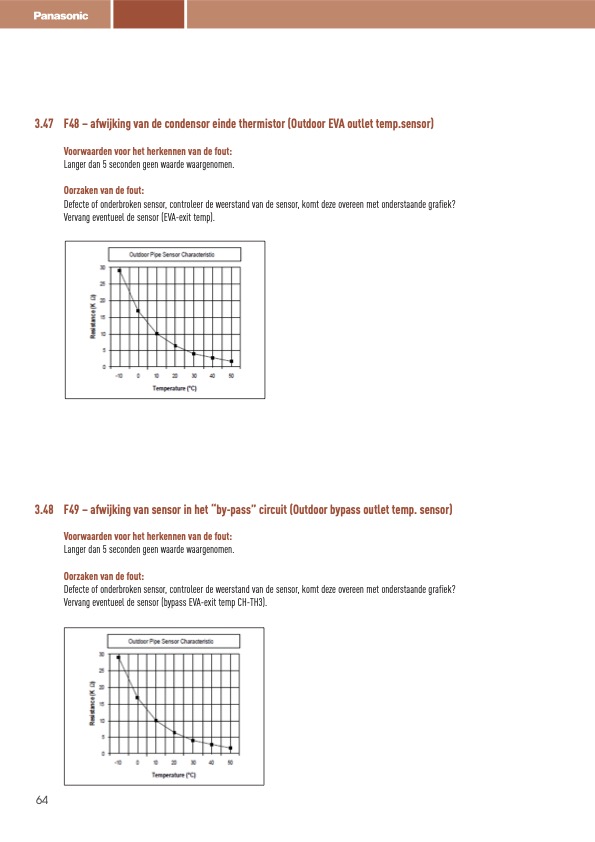 Panasonic
3.47 F48 – afwijking van de condensor einde thermistor (Outdoor EVA outlet temp.sensor)
Voorwaarden voor het herkennen van de fout:
Langer dan 5 seconden geen waarde waargenomen.
Oorzaken van de fout:
Defecte of onderbroken sensor, controleer de weerstand van de sensor, komt deze overeen met onderstaande grafiek?
Vervang eventueel de sensor (EVA-exit temp).
Outdoor Pipe Sensor Characteristic
Resistance (K Ω)
30
25
20
15
10
5
0
-10 0 10 20 30 40 50
Temperature (°C)
3.48 F49 – afwijking van sensor in het “by-pass” circuit (Outdoor bypass outlet temp. sensor)
Voorwaarden voor het herkennen van de fout:
Langer dan 5 seconden geen waarde waargenomen.
Oorzaken van de fout:
Defecte of onderbroken sensor, controleer de weerstand van de sensor, komt deze overeen met onderstaande grafiek?
Vervang eventueel de sensor (bypass EVA-exit temp CH-TH3).
Outdoor Pipe Sensor Characteristic
Resistance (K Ω)
30
25
20
15
10
5
0
-10 0 10 20 30 40 50
Temperature (°C)
64